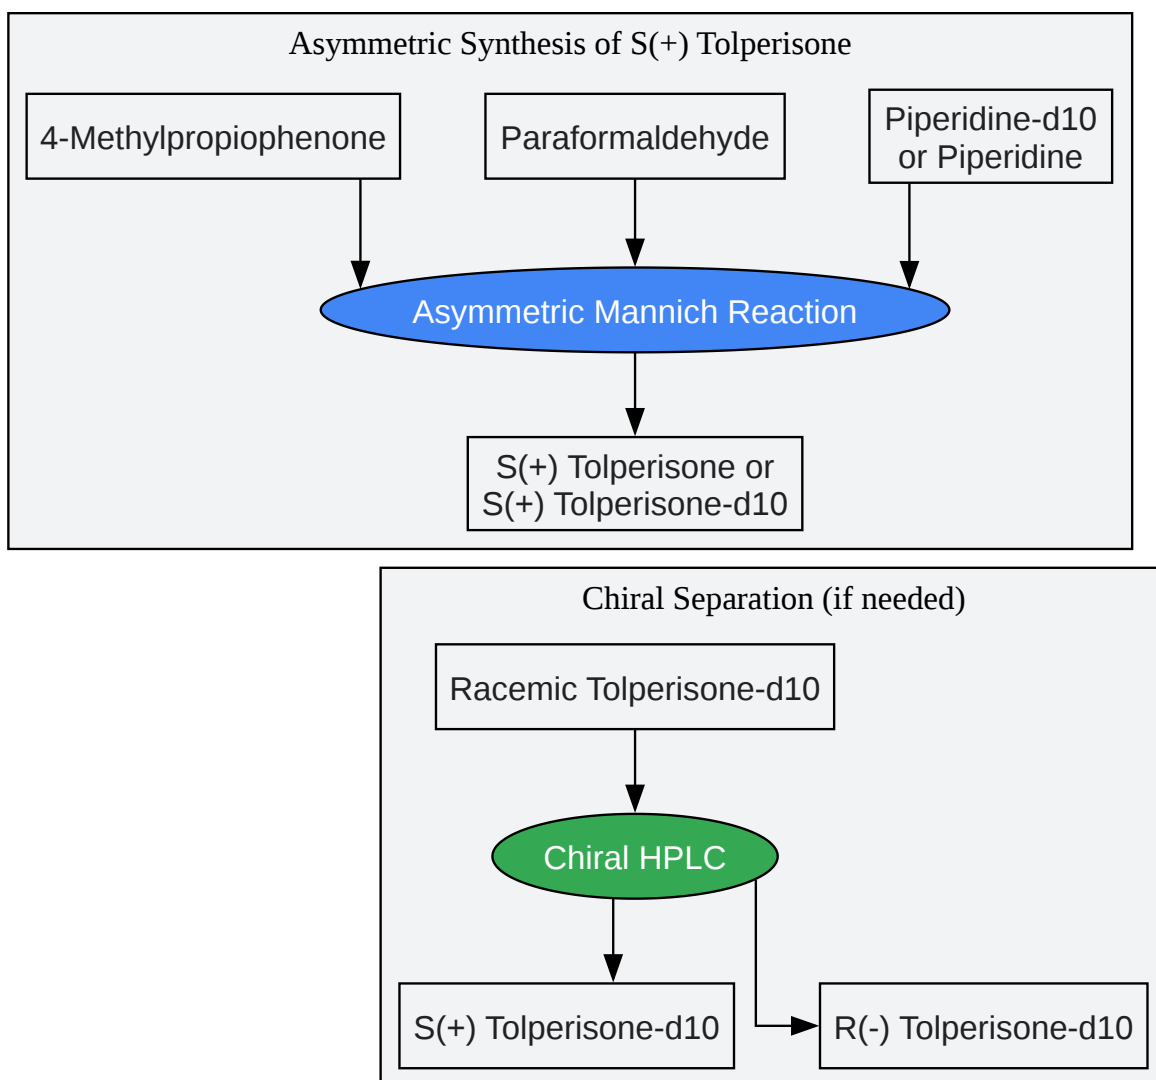 Asymmetric Synthesis of S(+) Tolperisone
4-Methylpropiophenone
Paraformaldehyde
Piperidine-d10
or Piperidine
Asymmetric Mannich Reaction
S(+) Tolperisone or
S(+) Tolperisone-d10
Chiral Separation (if needed)
Racemic Tolperisone-d10
Chiral HPLC
S(+) Tolperisone-d10
R(-) Tolperisone-d10